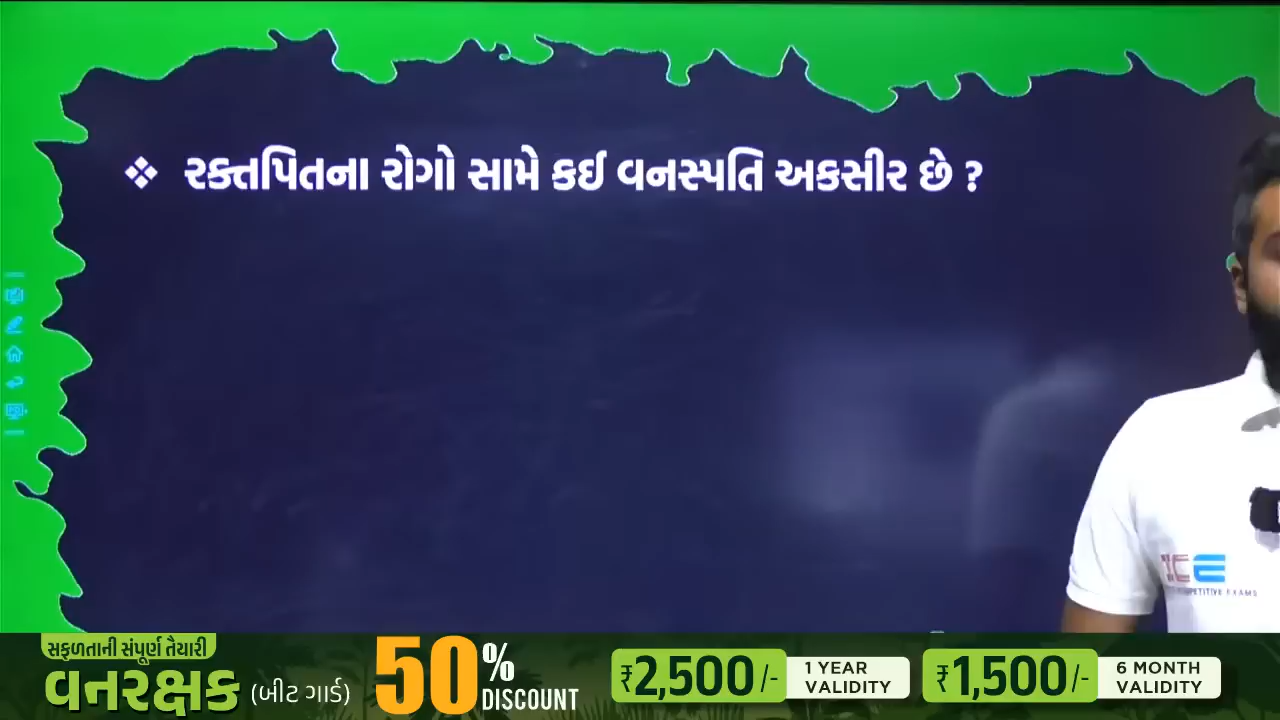 ❖ રક્તપિતના રોગો સામે કઈ વનસ્પતિ અકસીર છે ?
TCE
સફળતાની સંપૂર્ણ તૈયારી
વનરક્ષક (બીટ ગાર્ડ)
50% DISCOUNT
₹2,500/- 1 YEAR VALIDITY
₹1,500/- 6 MONTH VALIDITY